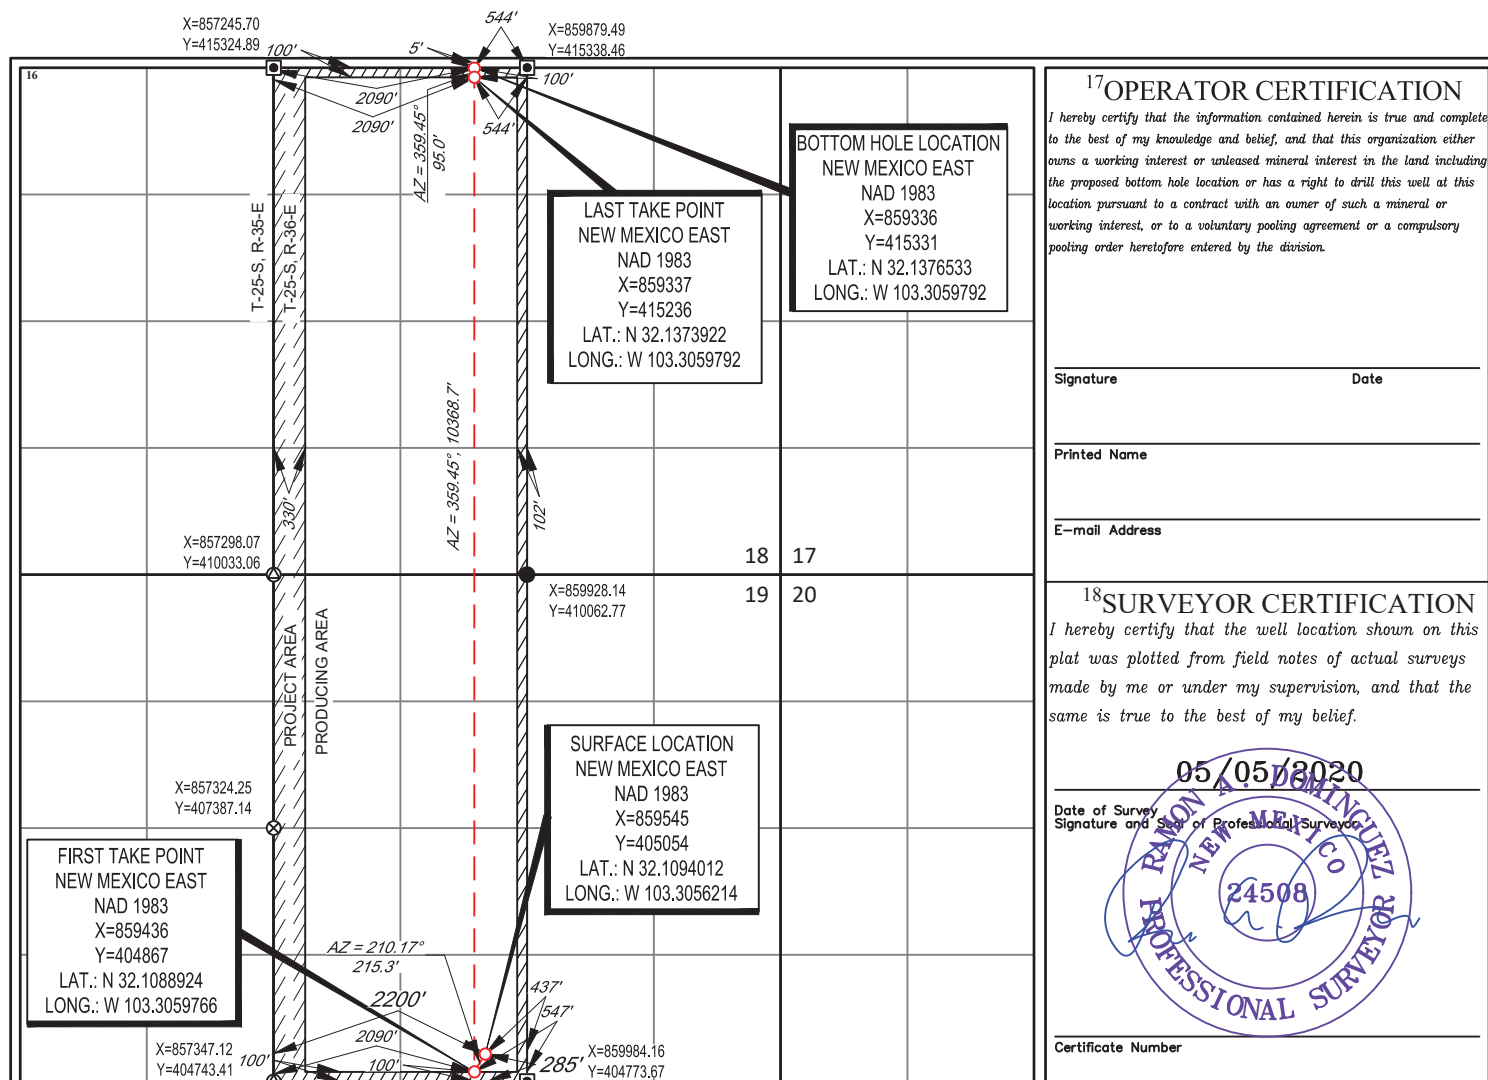 X=857245.70
Y=415324.89
100'
5'
544'
X=859879.49
Y=415338.46
100'
16
2090'
2090'
544'
AZ = 359.45°
95.0'
T-25-S, R-35-E
T-25-S, R-36-E
LAST TAKE POINT
NEW MEXICO EAST
NAD 1983
X=859337
Y=415236
LAT.: N 32.1373922
LONG.: W 103.3059792
BOTTOM HOLE LOCATION
NEW MEXICO EAST
NAD 1983
X=859336
Y=415331
LAT.: N 32.1376533
LONG.: W 103.3059792
AZ = 359.45°, 10368.7'
330'
102'
X=857298.07
Y=410033.06
18 17
19 20
X=859928.14
Y=410062.77
PROJECT AREA
PRODUCING AREA
X=857324.25
Y=407387.14
SURFACE LOCATION
NEW MEXICO EAST
NAD 1983
X=859545
Y=405054
LAT.: N 32.1094012
LONG.: W 103.3056214
FIRST TAKE POINT
NEW MEXICO EAST
NAD 1983
X=859436
Y=404867
LAT.: N 32.1088924
LONG.: W 103.3059766
AZ = 210.17°
215.3'
2200'
437'
547'
2090'
100'
100'
285'
X=857347.12
Y=404743.41
X=859984.16
Y=404773.67
17OPERATOR CERTIFICATION
I hereby certify that the information contained herein is true and complete
to the best of my knowledge and belief, and that this organization either
owns a working interest or unleased mineral interest in the land including
the proposed bottom hole location or has a right to drill this well at this
location pursuant to a contract with an owner of such a mineral or
working interest, or to a voluntary pooling agreement or a compulsory
pooling order heretofore entered by the division.
Signature Date
Printed Name
E-mail Address
18SURVEYOR CERTIFICATION
I hereby certify that the well location shown on this
plat was plotted from field notes of actual surveys
made by me or under my supervision, and that the
same is true to the best of my belief.
05/05/2020
Date of Survey
Signature and Seal of Professional Surveyor
RAMON A. DOMINGUEZ
NEW MEXICO
24508
PROFESSIONAL SURVEYOR
Certificate Number